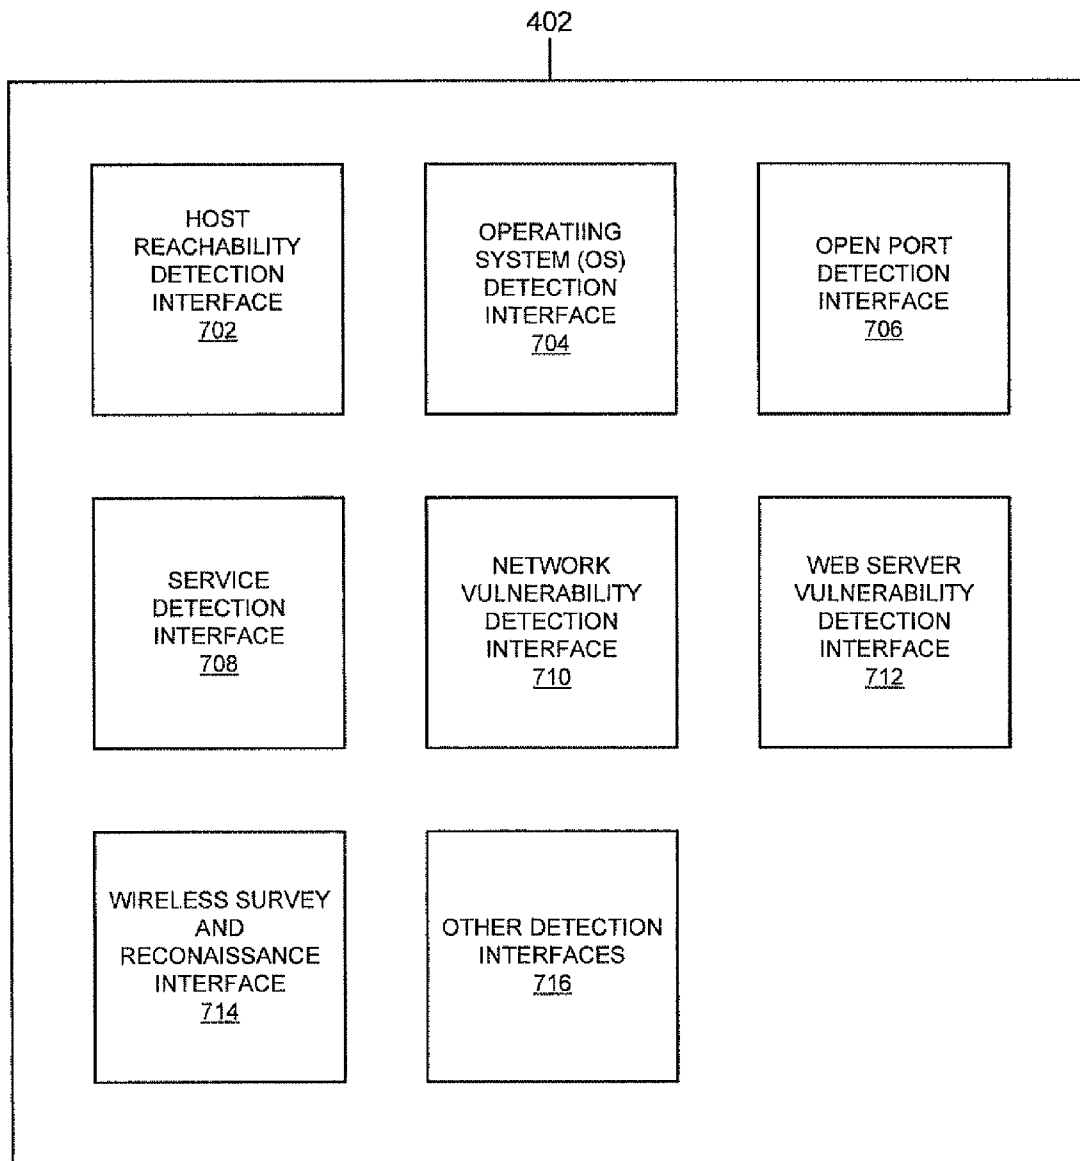 402
HOST
REACHABILITY
DETECTION
INTERFACE
702
OPERATIING
SYSTEM (OS)
DETECTION
INTERFACE
704
OPEN PORT
DETECTION
INTERFACE
706
SERVICE
DETECTION
INTERFACE
708
NETWORK
VULNERABILITY
DETECTION
INTERFACE
710
WEB SERVER
VULNERABILITY
DETECTION
INTERFACE
712
WIRELESS SURVEY
AND
RECONAISSANCE
INTERFACE
714
OTHER DETECTION
INTERFACES
716